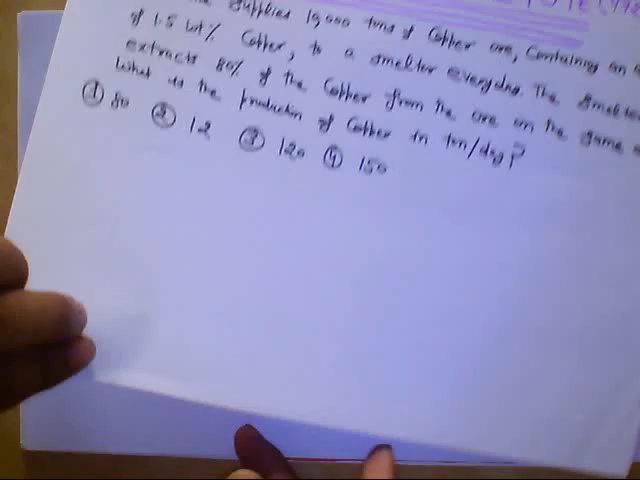 supplies 10,000 tons of Copper ore, Containing an
of 1.5 wt% Copper, to a smelter everyday. The Smelter
extracts 80% of the Copper from the ore on the same
What is the production of Copper in ton/day?
① 80 ② 12 ③ 120 ④ 150